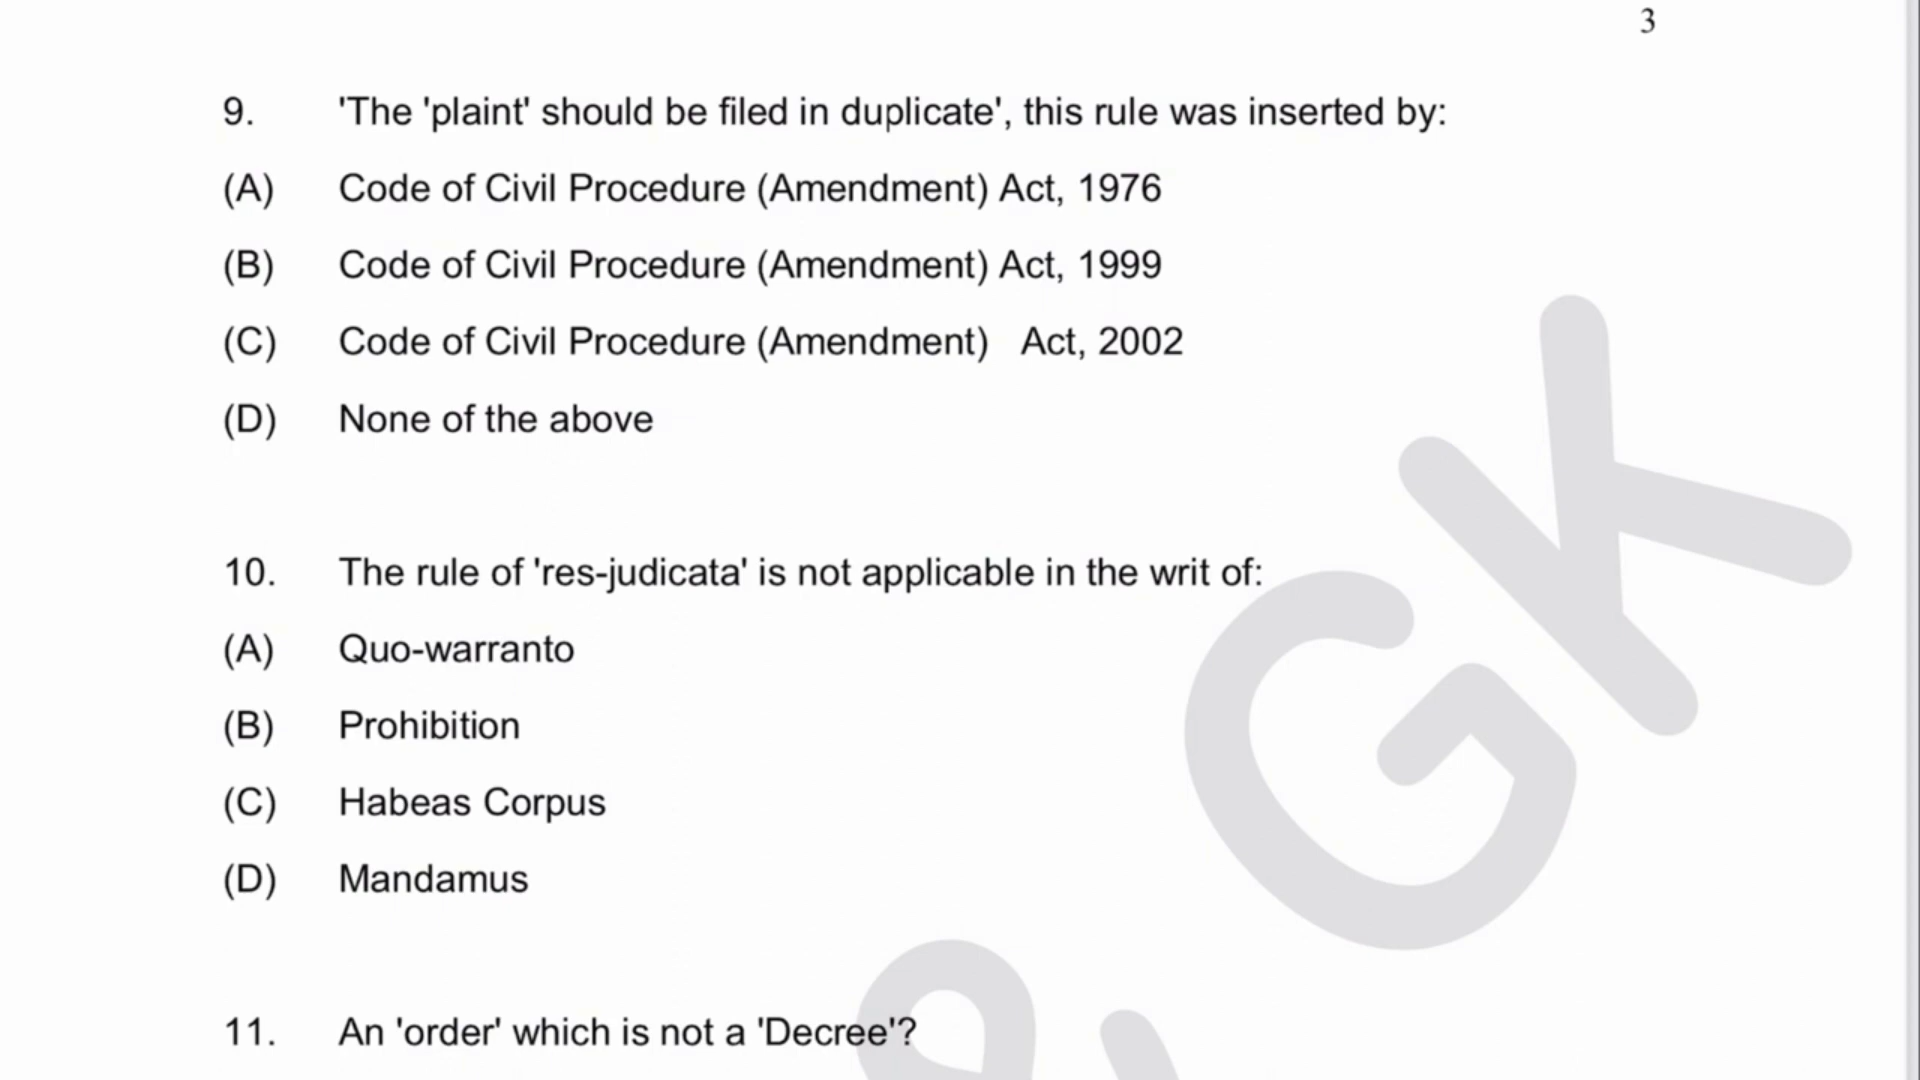 3
9. 'The 'plaint' should be filed in duplicate', this rule was inserted by:
(A) Code of Civil Procedure (Amendment) Act, 1976
(B) Code of Civil Procedure (Amendment) Act, 1999
(C) Code of Civil Procedure (Amendment) Act, 2002
(D) None of the above
10. The rule of 'res-judicata' is not applicable in the writ of:
(A) Quo-warranto
(B) Prohibition
(C) Habeas Corpus
(D) Mandamus
11. An 'order' which is not a 'Decree'?
& GK